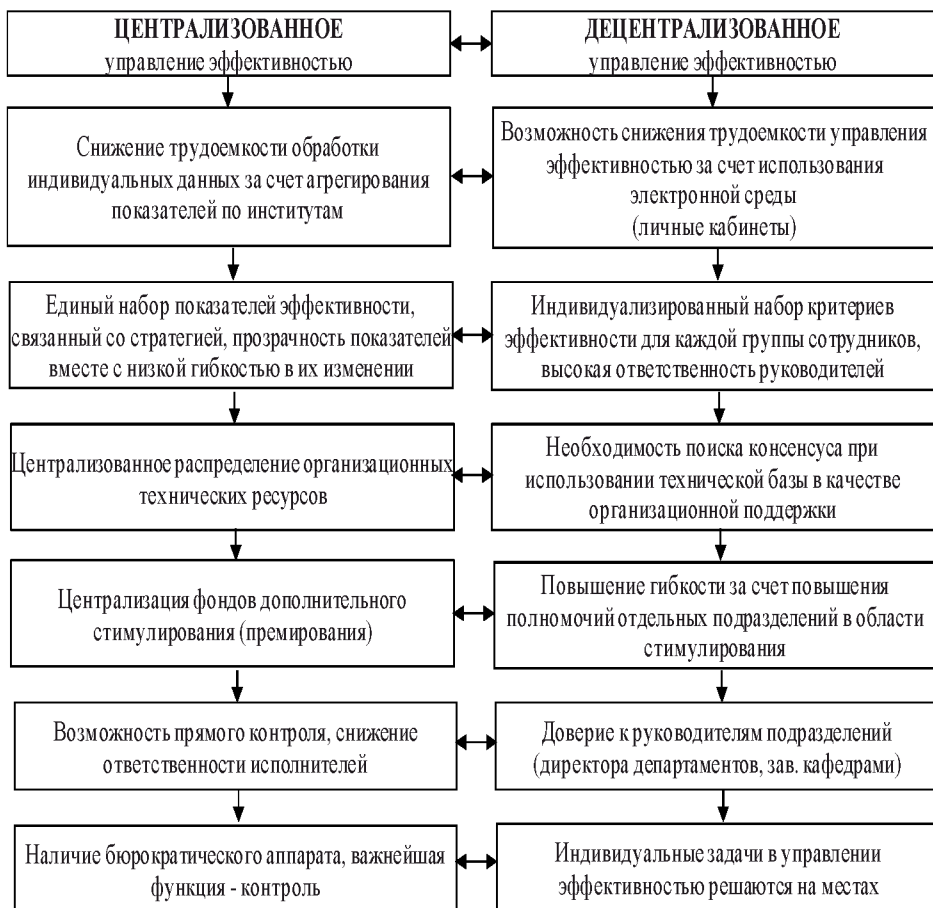 ЦЕНТРАЛИЗОВАННОЕ
управление эффективностью
ДЕЦЕНТРАЛИЗОВАННОЕ
управление эффективностью
Снижение трудоемкости обработки
индивидуальных данных за счет агрегирования
показателей по институтам
Возможность снижения трудоемкости управления
эффективностью за счет использования
электронной среды
(личные кабинеты)
Единый набор показателей эффективности,
связанный со стратегией, прозрачность показателей
вместе с низкой гибкостью в их изменении
Индивидуализированный набор критериев
эффективности для каждой группы сотрудников,
высокая ответственность руководителей
Централизованное распределение организационных
технических ресурсов
Необходимость поиска консенсуса при
использовании технической базы в качестве
организационной поддержки
Централизация фондов дополнительного
стимулирования (премирования)
Повышение гибкости за счет повышения
полномочий отдельных подразделений в области
стимулирования
Возможность прямого контроля, снижение
ответственности исполнителей
Доверие к руководителям подразделений
(директора департаментов, зав. кафедрами)
Наличие бюрократического аппарата, важнейшая
функция - контроль
Индивидуальные задачи в управлении
эффективностью решаются на местах